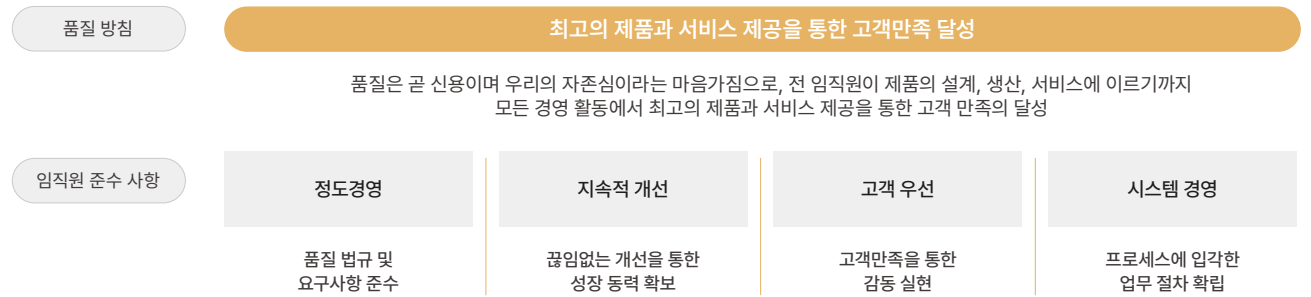 품질 방침
최고의 제품과 서비스 제공을 통한 고객만족 달성
품질은 곧 신용이며 우리의 자존심이라는 마음가짐으로, 전 임직원이 제품의 설계, 생산, 서비스에 이르기까지
모든 경영 활동에서 최고의 제품과 서비스 제공을 통한 고객 만족의 달성
임직원 준수 사항
정도경영
품질 법규 및
요구사항 준수
지속적 개선
끊임없는 개선을 통한
성장 동력 확보
고객 우선
고객만족을 통한
감동 실현
시스템 경영
프로세스에 입각한
업무 절차 확립